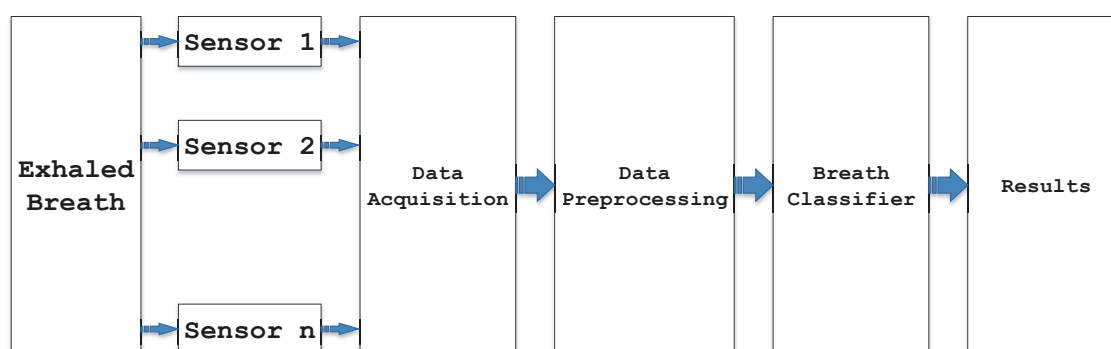 Exhaled
Breath
Sensor 1
Sensor 2
Sensor n
Data
Acquisition
Data
Preprocessing
Breath
Classifier
Results